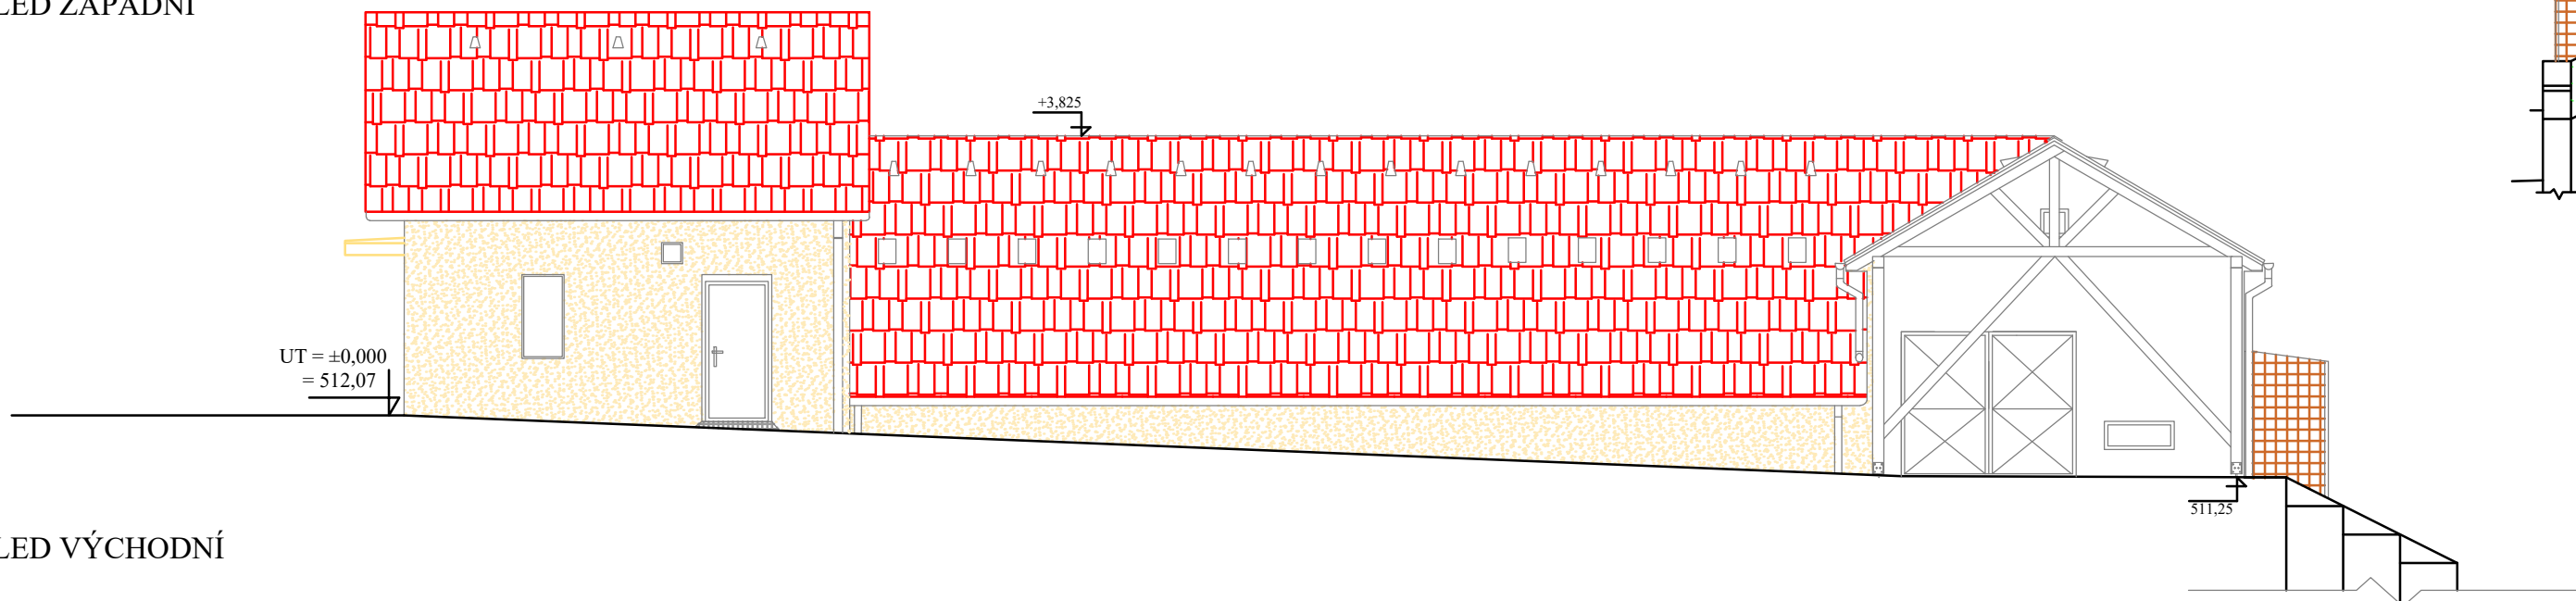 LED ZÁPADNÍ
+3,825
UT = ±0,000
= 512,07
511,25
LED VÝCHODNÍ